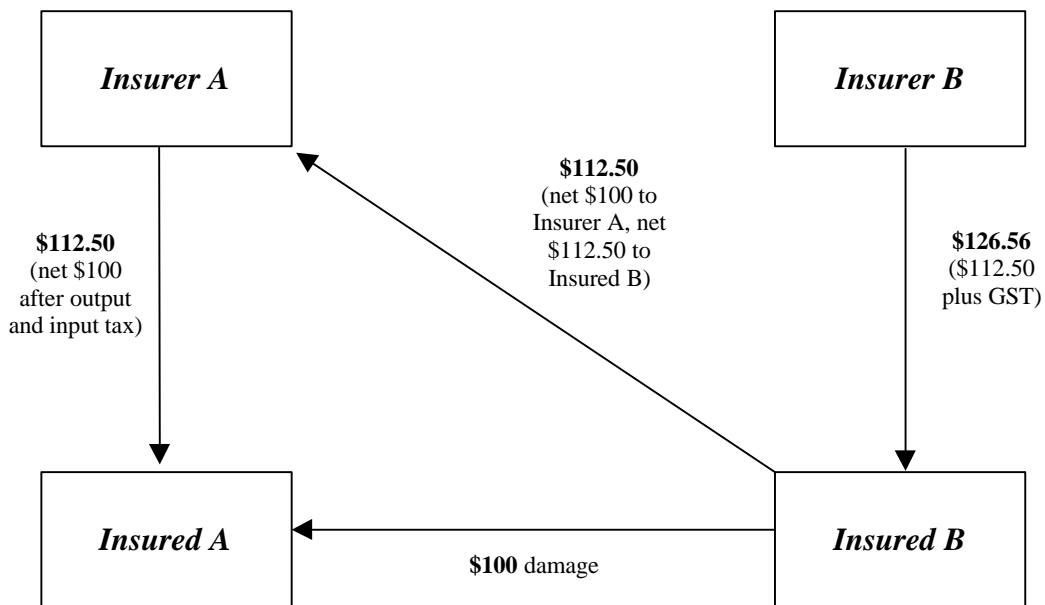 Insurer A
Insurer B
$112.50
(net $100 to
Insurer A, net
$112.50 to
Insured B)
$112.50
(net $100
after output
and input tax)
$126.56
($112.50
plus GST)
Insured A
Insured B
$100 damage